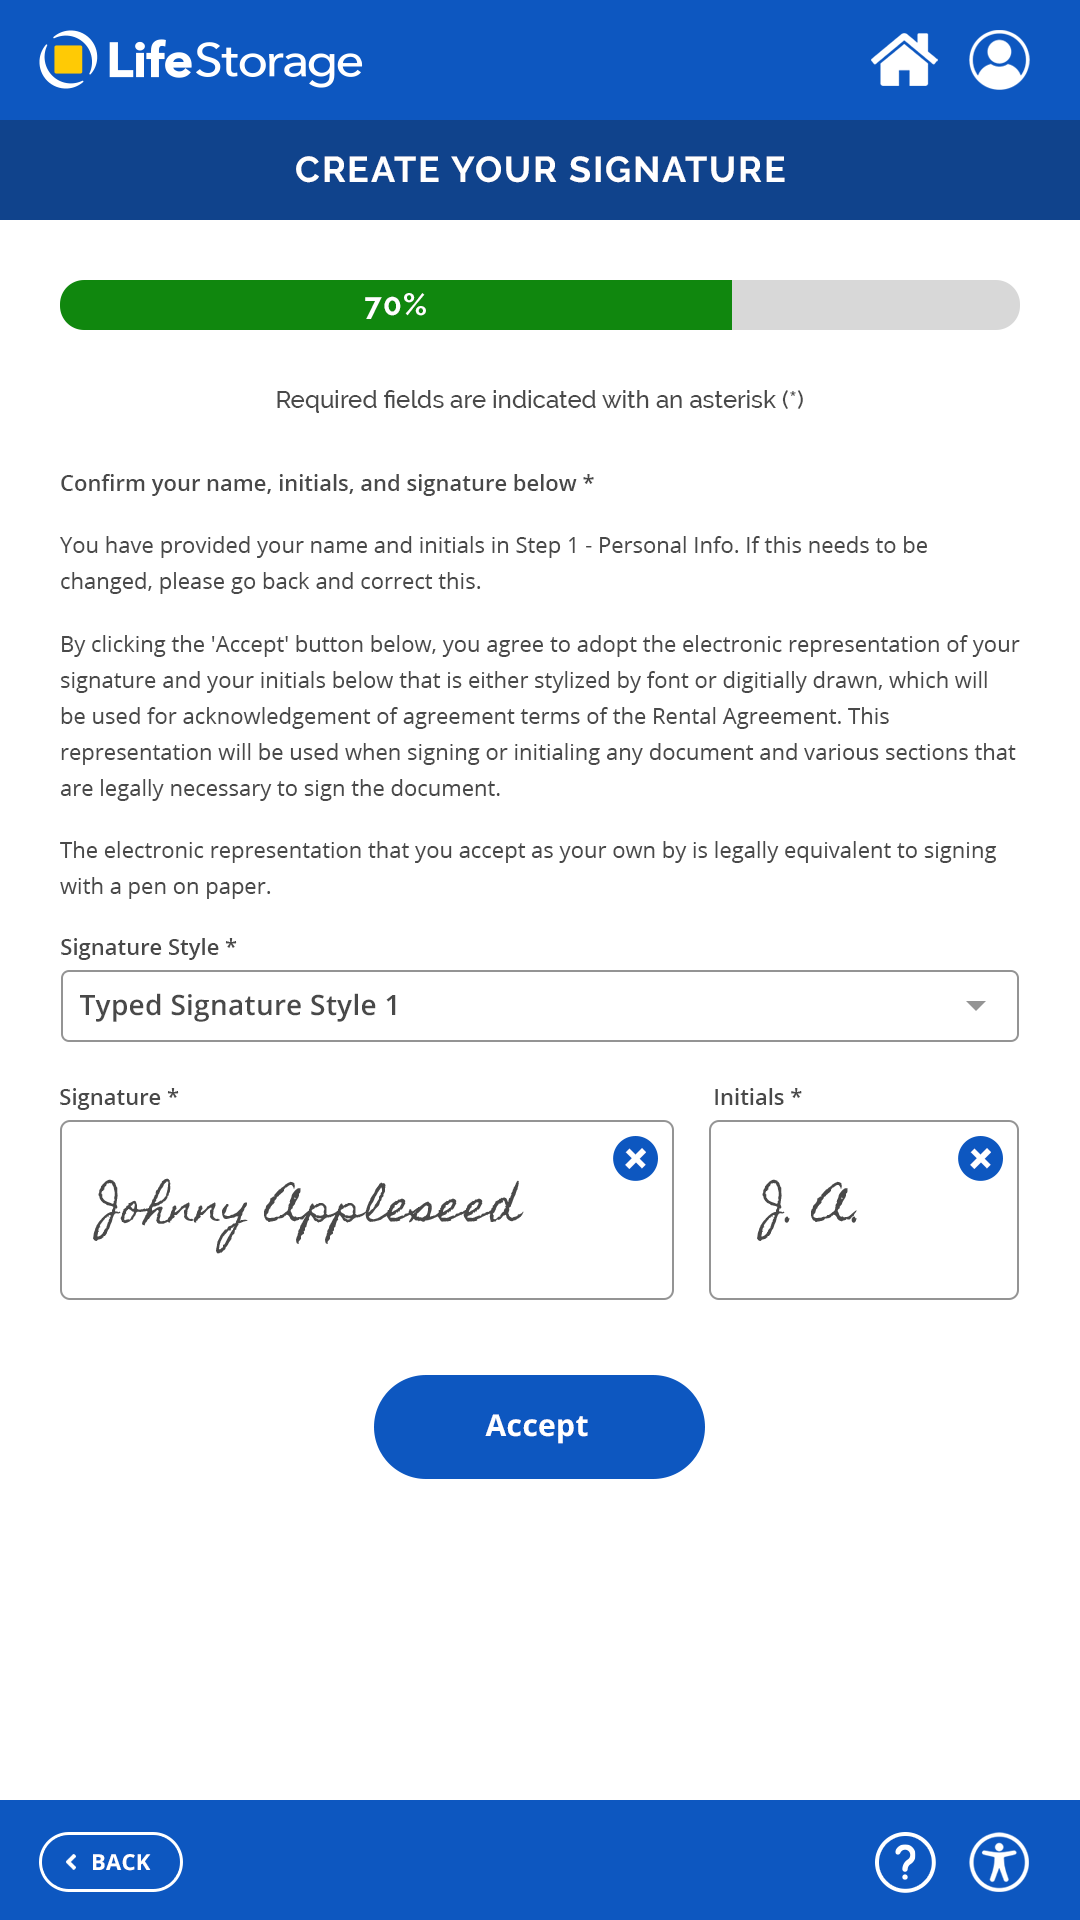 LifeStorage
CREATE YOUR SIGNATURE
70%
Required fields are indicated with an asterisk (*)
Confirm your name, initials, and signature below *
You have provided your name and initials in Step 1 - Personal Info. If this needs to be
changed, please go back and correct this.
By clicking the 'Accept' button below, you agree to adopt the electronic representation of your
signature and your initials below that is either stylized by font or digitially drawn, which will
be used for acknowledgement of agreement terms of the Rental Agreement. This
representation will be used when signing or initialing any document and various sections that
are legally necessary to sign the document.
The electronic representation that you accept as your own by is legally equivalent to signing
with a pen on paper.
Signature Style *
Typed Signature Style 1
Signature * Initials *
Johnny Appleseed J. A.
Accept
BACK ?